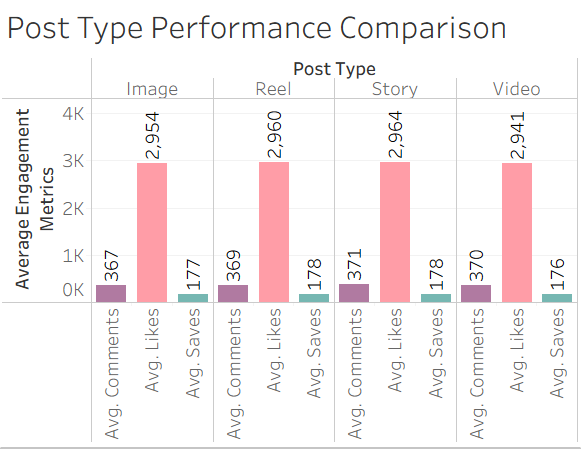 Post Type Performance Comparison
Post Type
Image Reel Story Video
Average Engagement
Metrics
4K
3K
2K
1K
0K
367 2,954 177 369 2,960 178 371 2,964 178 370 2,941 176
Avg. Comments Avg. Likes Avg. Saves Avg. Comments Avg. Likes Avg. Saves Avg. Comments Avg. Likes Avg. Saves Avg. Comments Avg. Likes Avg. Saves